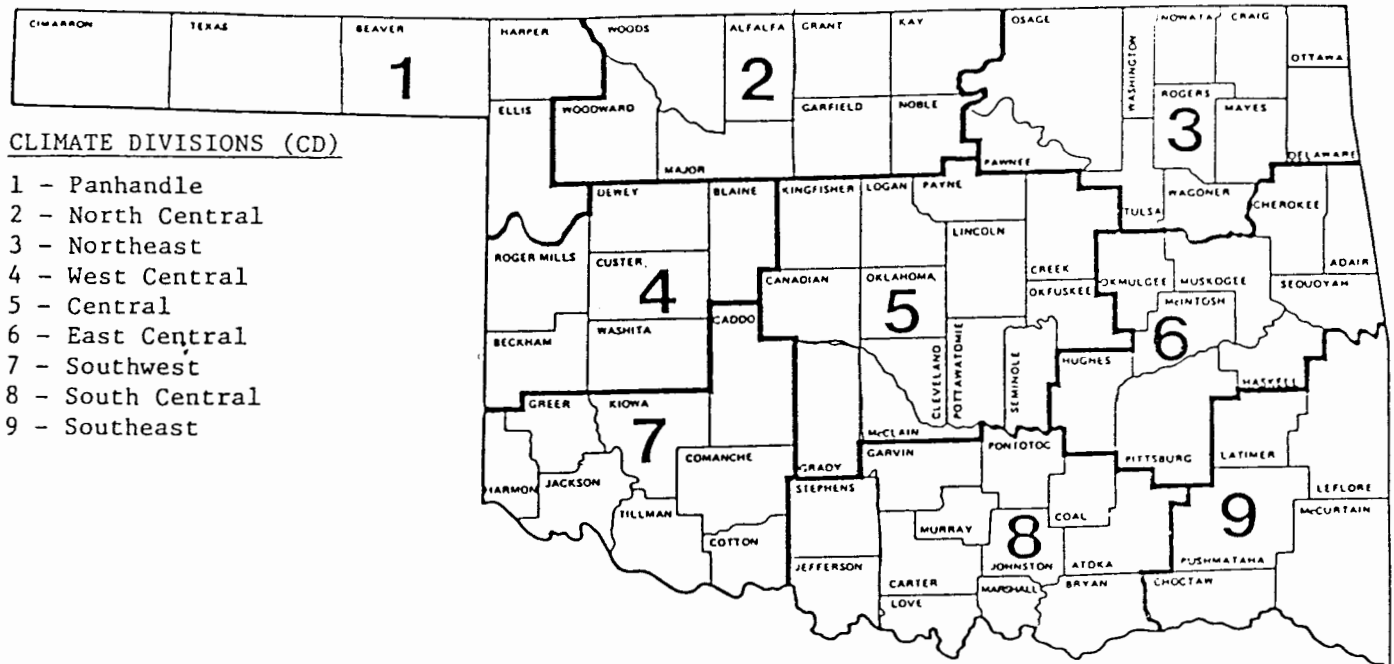 CIMARRON TEXAS BEAVER HARPER WOODS ALFALFA GRANT KAY OSAGE NOWATA CRAIG
OTTAWA
WASHINGTON
1 2 ROGERS
ELLIS WOODWARD GARFIELD NOBLE MAYES
3
CLIMATE DIVISIONS (CD)
MAJOR PAWNEE DELAWARE
1 - Panhandle
2 - North Central
3 - Northeast
4 - West Central
5 - Central
6 - East Central
7 - Southwest
8 - South Central
9 - Southeast
DEWEY BLAINE KINGFISHER LOGAN PAYNE WAGONER
TULSA CHEROKEE
LINCOLN
ROGER MILLS CUSTER CANADIAN OKLAHOMA CREEK OKMULGEE MUSKOGEE ADAIR
4 5 OKFUSKEE McINTOSH SEQUOYAH
WASHITA CADDO
BECKHAM 6
CLEVELAND POTTAWATOMIE SEMINOLE HUGHES HASKELL
GREER KIOWA McCLAIN
7 COMANCHE GRADY GARVIN PONTOTOC PITTSBURG LATIMER
HARMON JACKSON STEPHENS LEFLORE
TILLMAN MURRAY COAL McCURTAIN
COTTON 8 9
JEFFERSON JOHNSTON ATOKA PUSHMATAHA
CARTER MARSHALL BRYAN CHOCTAW
LOVE